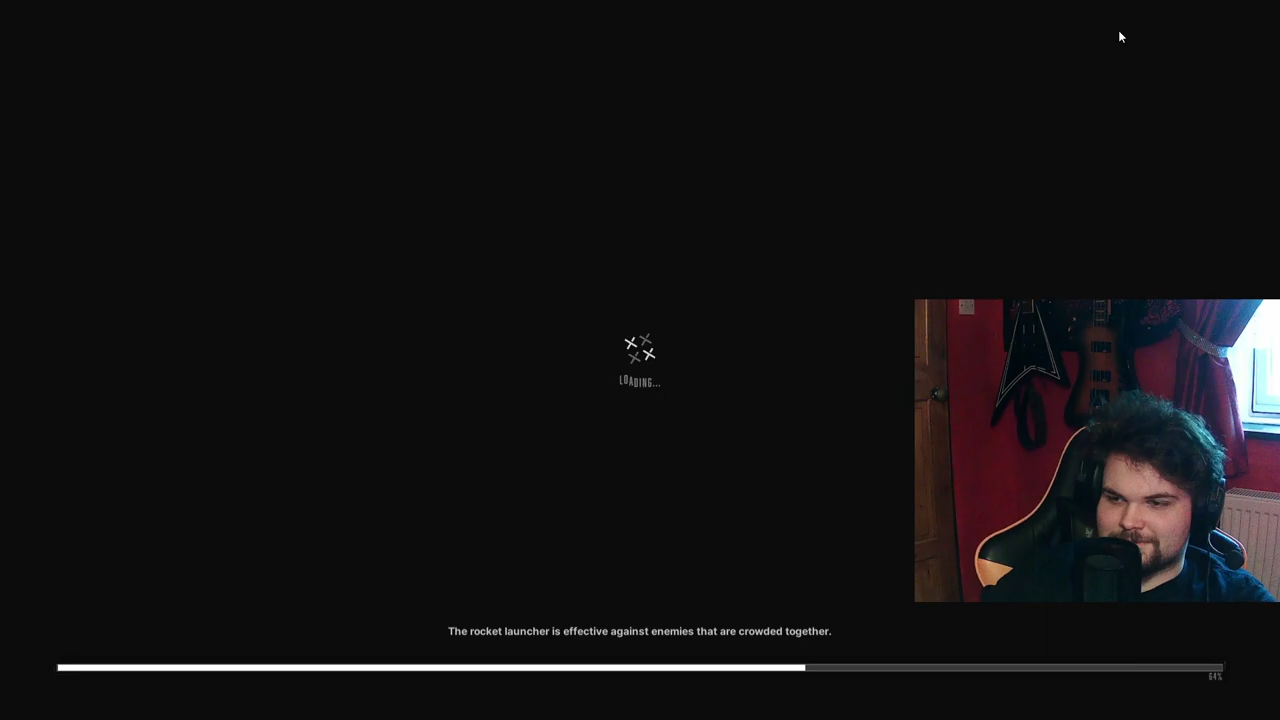 LOADING...
The rocket launcher is effective against enemies that are crowded together.
64%